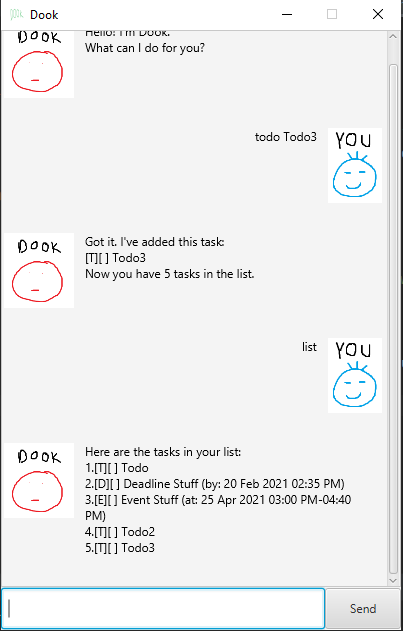 Dook
DOOK
Hello! I'm Dook.
What can I do for you?
todo Todo3
YOU
DOOK
Got it. I've added this task:
[T][ ] Todo3
Now you have 5 tasks in the list.
list
YOU
DOOK
Here are the tasks in your list:
1.[T][ ] Todo
2.[D][ ] Deadline Stuff (by: 20 Feb 2021 02:35 PM)
3.[E][ ] Event Stuff (at: 25 Apr 2021 03:00 PM-04:40
PM)
4.[T][ ] Todo2
5.[T][ ] Todo3
Send